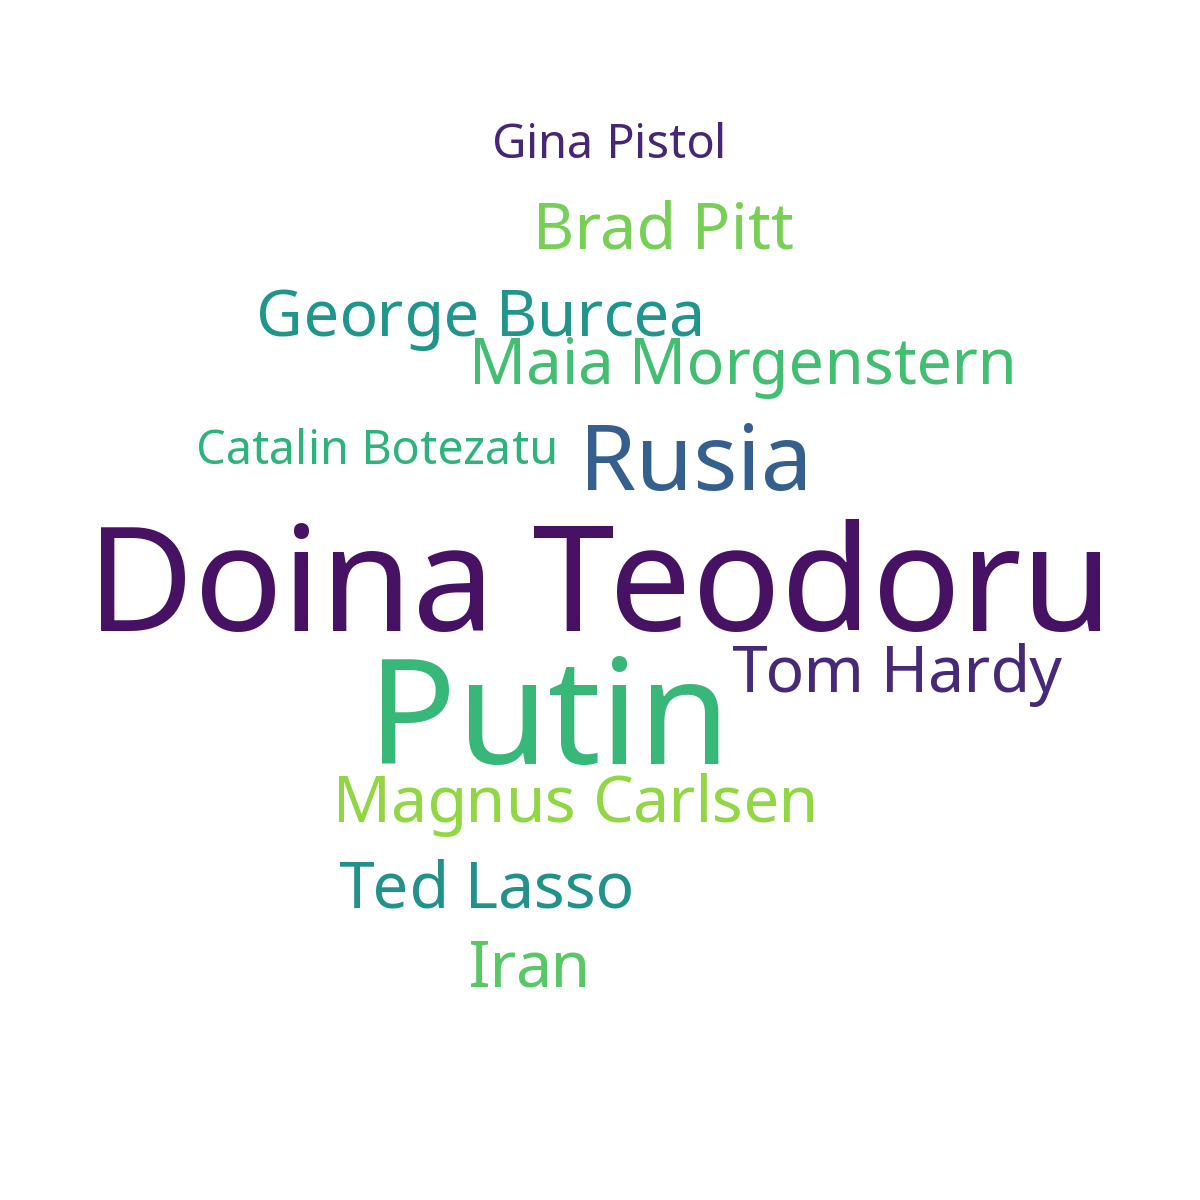 Gina Pistol
Brad Pitt
George Burcea
Maia Morgenstern
Catalin Botezatu
Rusia
Doina Teodoru
Tom Hardy
Putin
Magnus Carlsen
Ted Lasso
Iran